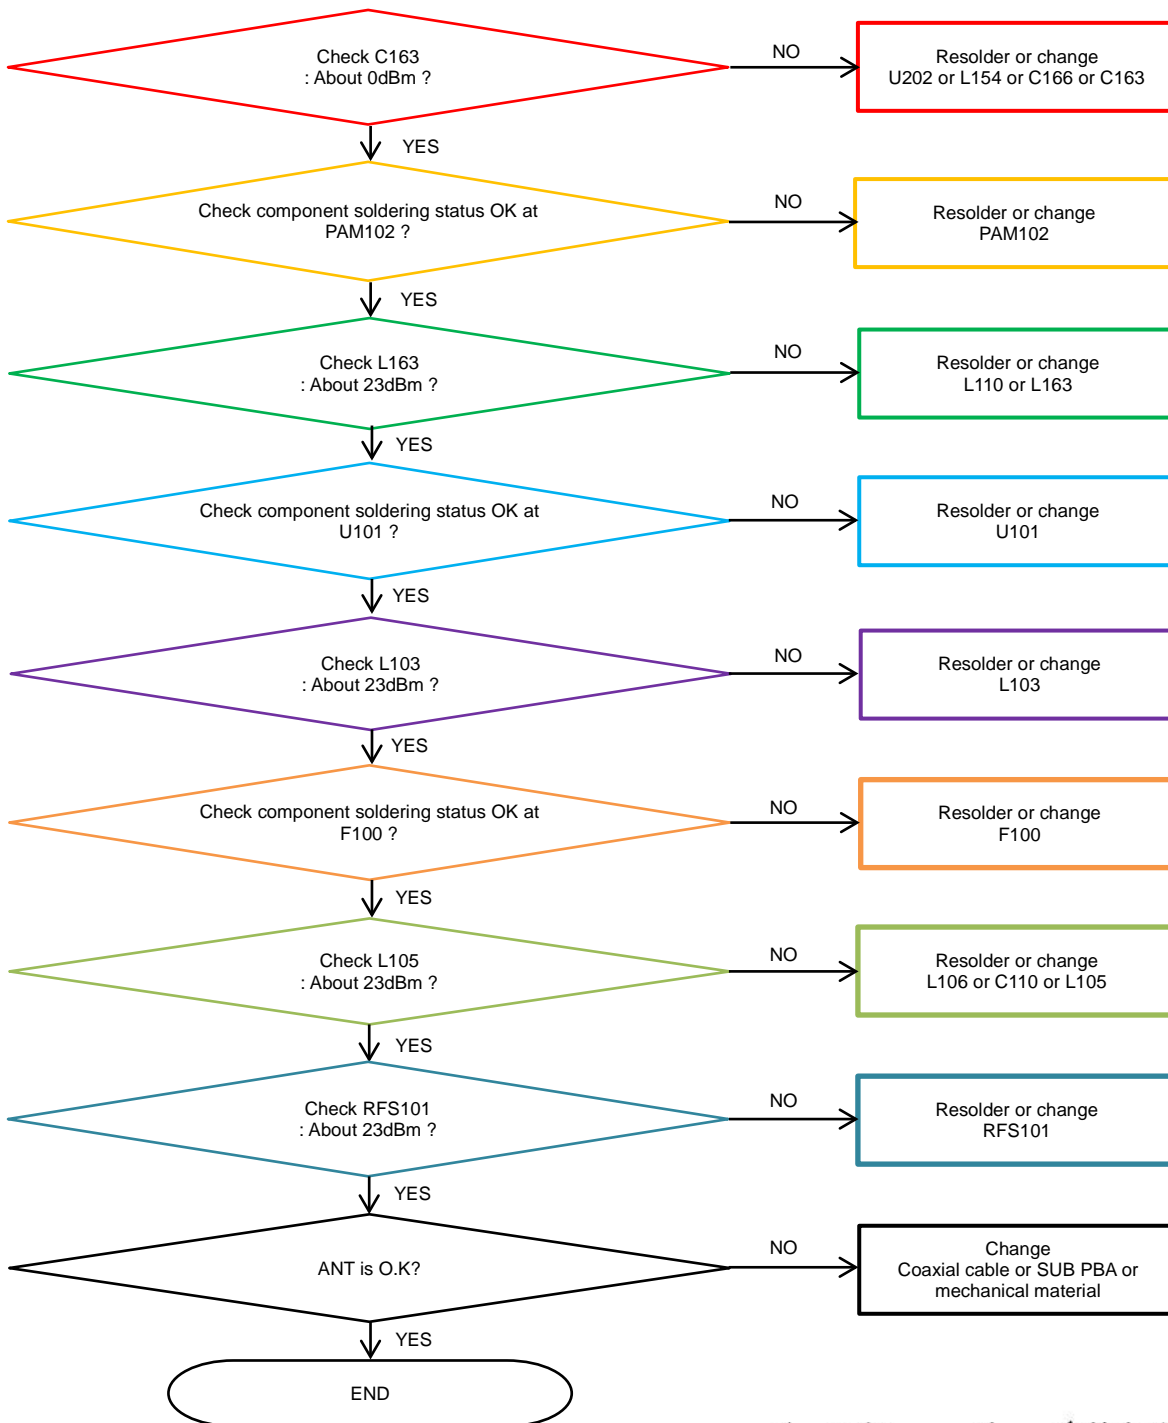 Check C163
: About 0dBm ?
NO
Resolder or change
U202 or L154 or C166 or C163
YES
Check component soldering status OK at
PAM102 ?
NO
Resolder or change
PAM102
YES
Check L163
: About 23dBm ?
NO
Resolder or change
L110 or L163
YES
Check component soldering status OK at
U101 ?
NO
Resolder or change
U101
YES
Check L103
: About 23dBm ?
NO
Resolder or change
L103
YES
Check component soldering status OK at
F100 ?
NO
Resolder or change
F100
YES
Check L105
: About 23dBm ?
NO
Resolder or change
L106 or C110 or L105
YES
Check RFS101
: About 23dBm ?
NO
Resolder or change
RFS101
YES
ANT is O.K?
NO
Change
Coaxial cable or SUB PBA or
mechanical material
YES
END